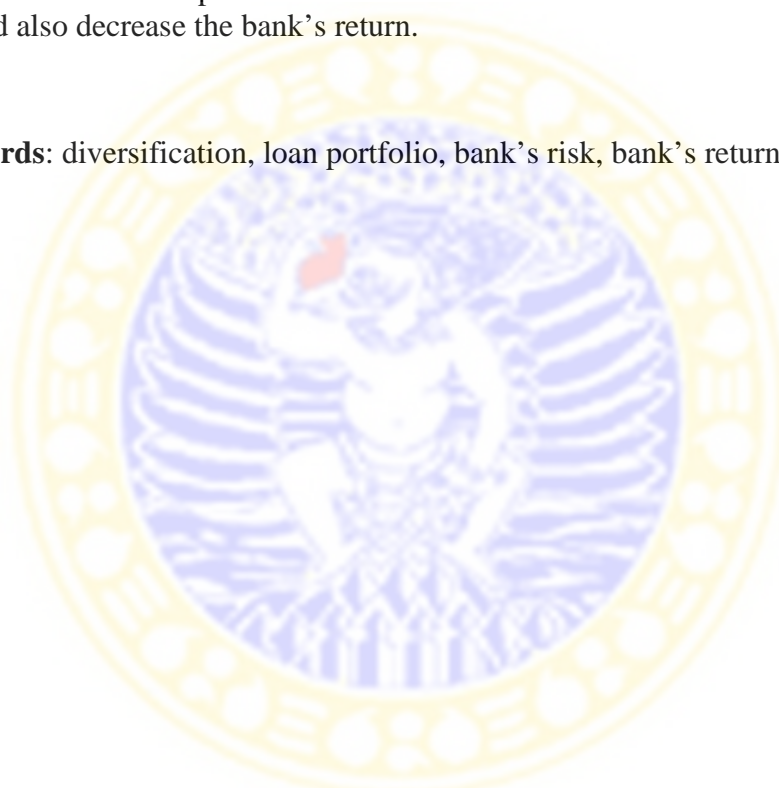 also decrease the bank’s return.
rds: diversification, loan portfolio, bank’s risk, bank’s return